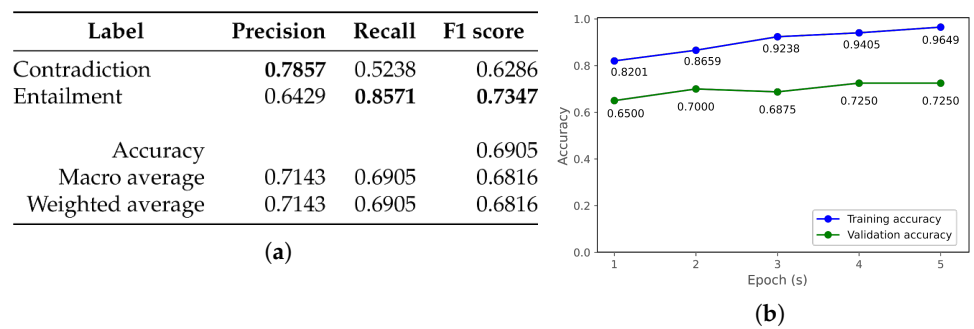 Label Precision Recall F1 score
Contradiction 0.7857 0.5238 0.6286
Entailment 0.6429 0.8571 0.7347
Accuracy 0.6905
Macro average 0.7143 0.6905 0.6816
Weighted average 0.7143 0.6905 0.6816
(a)
1.0
0.8
0.6
0.4
0.2
0.0
Accuracy
0.8201 0.8659 0.9238 0.9405 0.9649
0.6500 0.7000 0.6875 0.7250 0.7250
Training accuracy
Validation accuracy
1 2 3 4 5
Epoch (s)
(b)